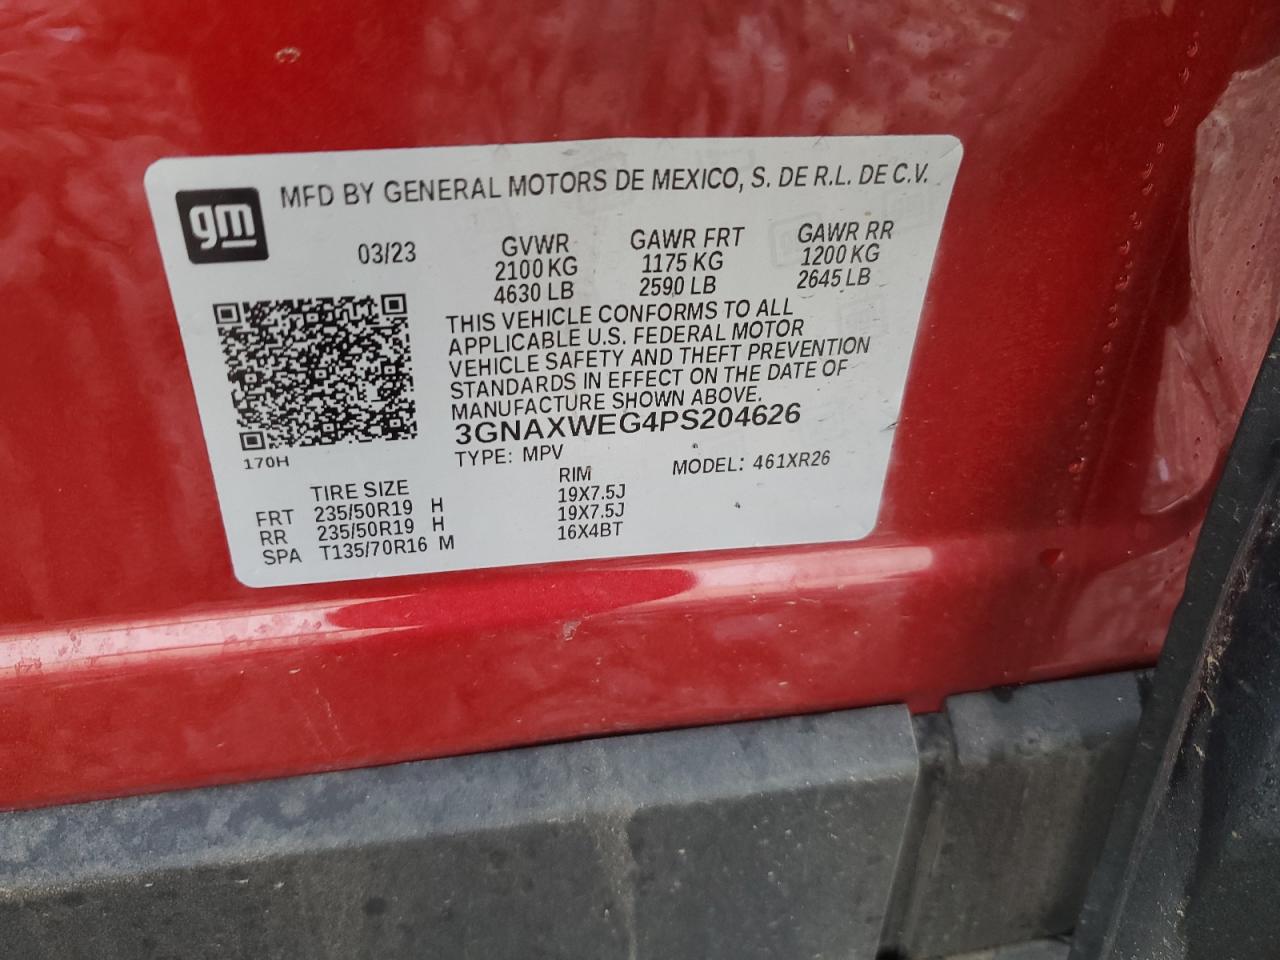 gm
MFD BY GENERAL MOTORS DE MEXICO, S. DE R.L. DE C.V.
03/23 GVWR GAWR FRT GAWR RR
2100 KG 1175 KG 1200 KG
4630 LB 2590 LB 2645 LB
THIS VEHICLE CONFORMS TO ALL
APPLICABLE U.S. FEDERAL MOTOR
VEHICLE SAFETY AND THEFT PREVENTION
STANDARDS IN EFFECT ON THE DATE OF
MANUFACTURE SHOWN ABOVE.
3GNAXWEG4PS204626
170H TYPE: MPV MODEL: 461XR26
TIRE SIZE RIM
FRT 235/50R19 H 19X7.5J
RR 235/50R19 H 19X7.5J
SPA T135/70R16 M 16X4BT